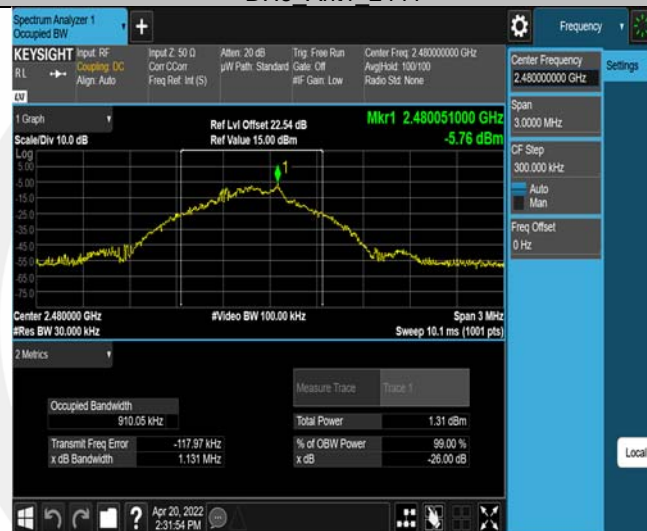 Spectrum Analyzer 1
Occupied BW
+
Frequency
KEYSIGHT
RL
Input: RF
Coupling: DC
Align: Auto
Input Z: 50 Ω
Corr CCorr
Freq Ref: Int (S)
Atten: 20 dB
µW Path: Standard
Trig: Free Run
Gate: Off
#IF Gain: Low
Center Freq: 2.480000000 GHz
Avg|Hold: 100/100
Radio Std: None
LXI
1 Graph
Scale/Div 10.0 dB
Ref Lvl Offset 22.54 dB
Ref Value 15.00 dBm
Mkr1 2.480051000 GHz
-5.76 dBm
Log
5.00
-5.00
-15.0
-25.0
-35.0
-45.0
-55.0
-65.0
-75.0
1
Center 2.480000 GHz
#Res BW 30.000 kHz
#Video BW 100.00 kHz
Span 3 MHz
Sweep 10.1 ms (1001 pts)
2 Metrics
Measure Trace
Trace 1
Occupied Bandwidth
910.05 kHz
Total Power
1.31 dBm
Transmit Freq Error
-117.97 kHz
% of OBW Power
99.00 %
x dB Bandwidth
1.131 MHz
x dB
-26.00 dB
Center Frequency
2.480000000 GHz
Settings
Span
3.0000 MHz
CF Step
300.000 kHz
Auto
Man
Freq Offset
0 Hz
Local
?
Apr 20, 2022
2:31:54 PM